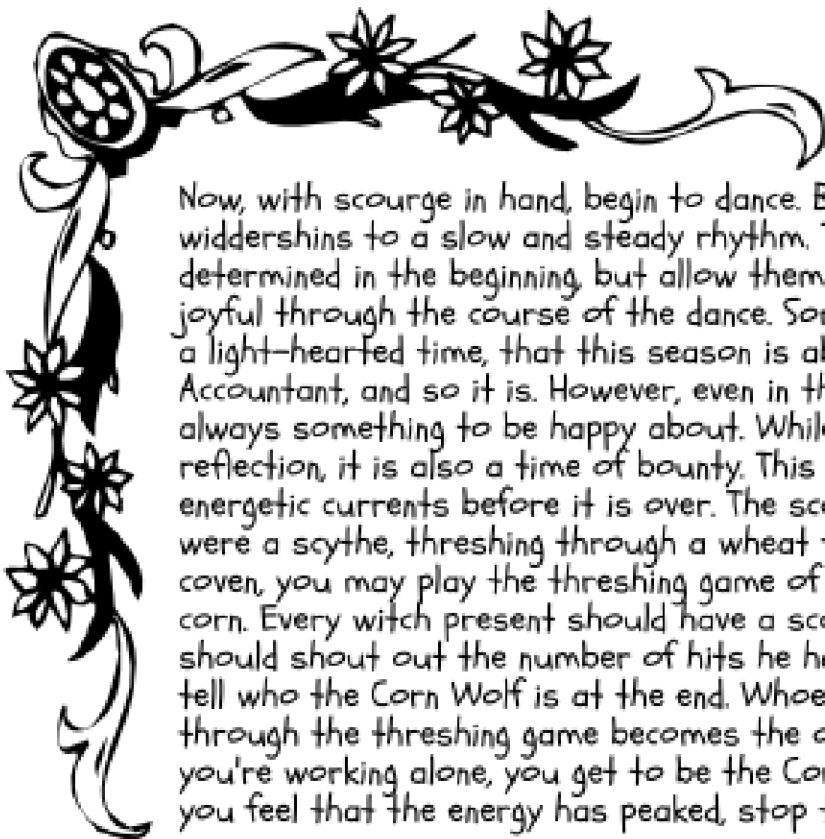 Now, with scourge in hand, begin to dance.
widdershins to a slow and steady rhythm.
determined in the beginning, but allow them
joyful through the course of the dance.
a light-hearted time, that this season is
Accountant, and so it is. However, even in
always something to be happy about.
reflection, it is also a time of bounty. This
energetic currents before it is over. The
were a scythe, threshing through a wheat
coven, you may play the threshing game of
corn. Every witch present should have a
should shout out the number of hits he
tell who the Corn Wolf is at the end.
through the threshing game becomes the
you're working alone, you get to be the
you feel that the energy has peaked, stop